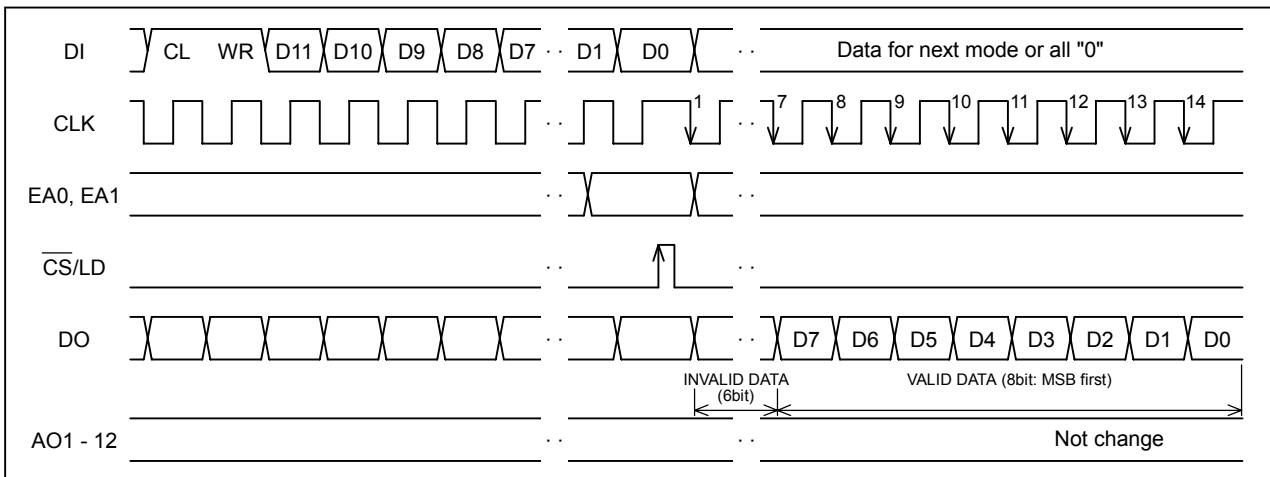 DI CL WR D11 D10 D9 D8 D7 ·· D1 D0 ·· Data for next mode or all "0"
CLK ·· 1 ·· 7 8 9 10 11 12 13 14
EA0, EA1 ·· ··
CS/LD ·· ··
DO ·· ·· D7 D6 D5 D4 D3 D2 D1 D0
INVALID DATA VALID DATA (8bit: MSB first)
(6bit)
AO1 - 12 ·· ·· Not change